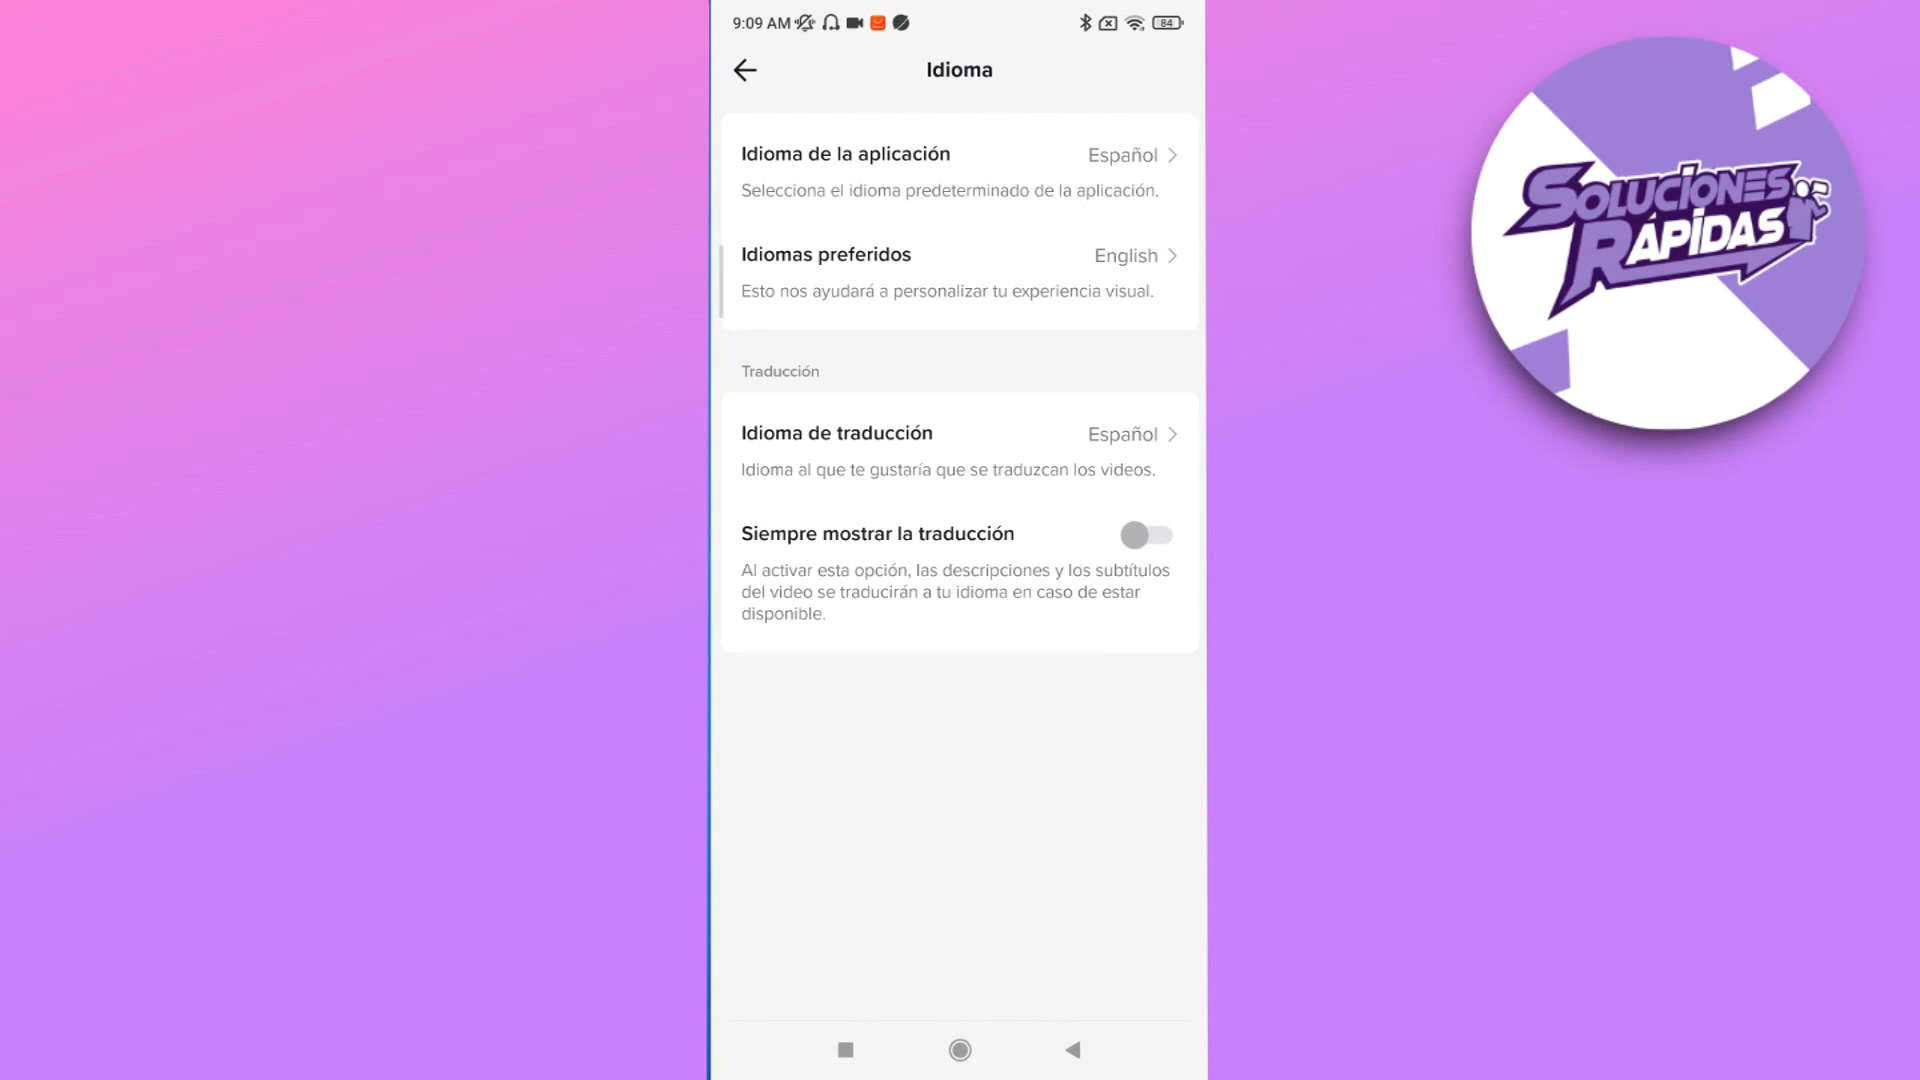 9:09 AM
84
Idioma
Idioma de la aplicación
Español
Selecciona el idioma predeterminado de la aplicación.
Idiomas preferidos
English
Esto nos ayudará a personalizar tu experiencia visual.
Traducción
Idioma de traducción
Español
Idioma al que te gustaría que se traduzcan los videos.
Siempre mostrar la traducción
Al activar esta opción, las descripciones y los subtítulos
del video se traducirán a tu idioma en caso de estar
disponible.
SOLUCIONES
RÁPIDAS